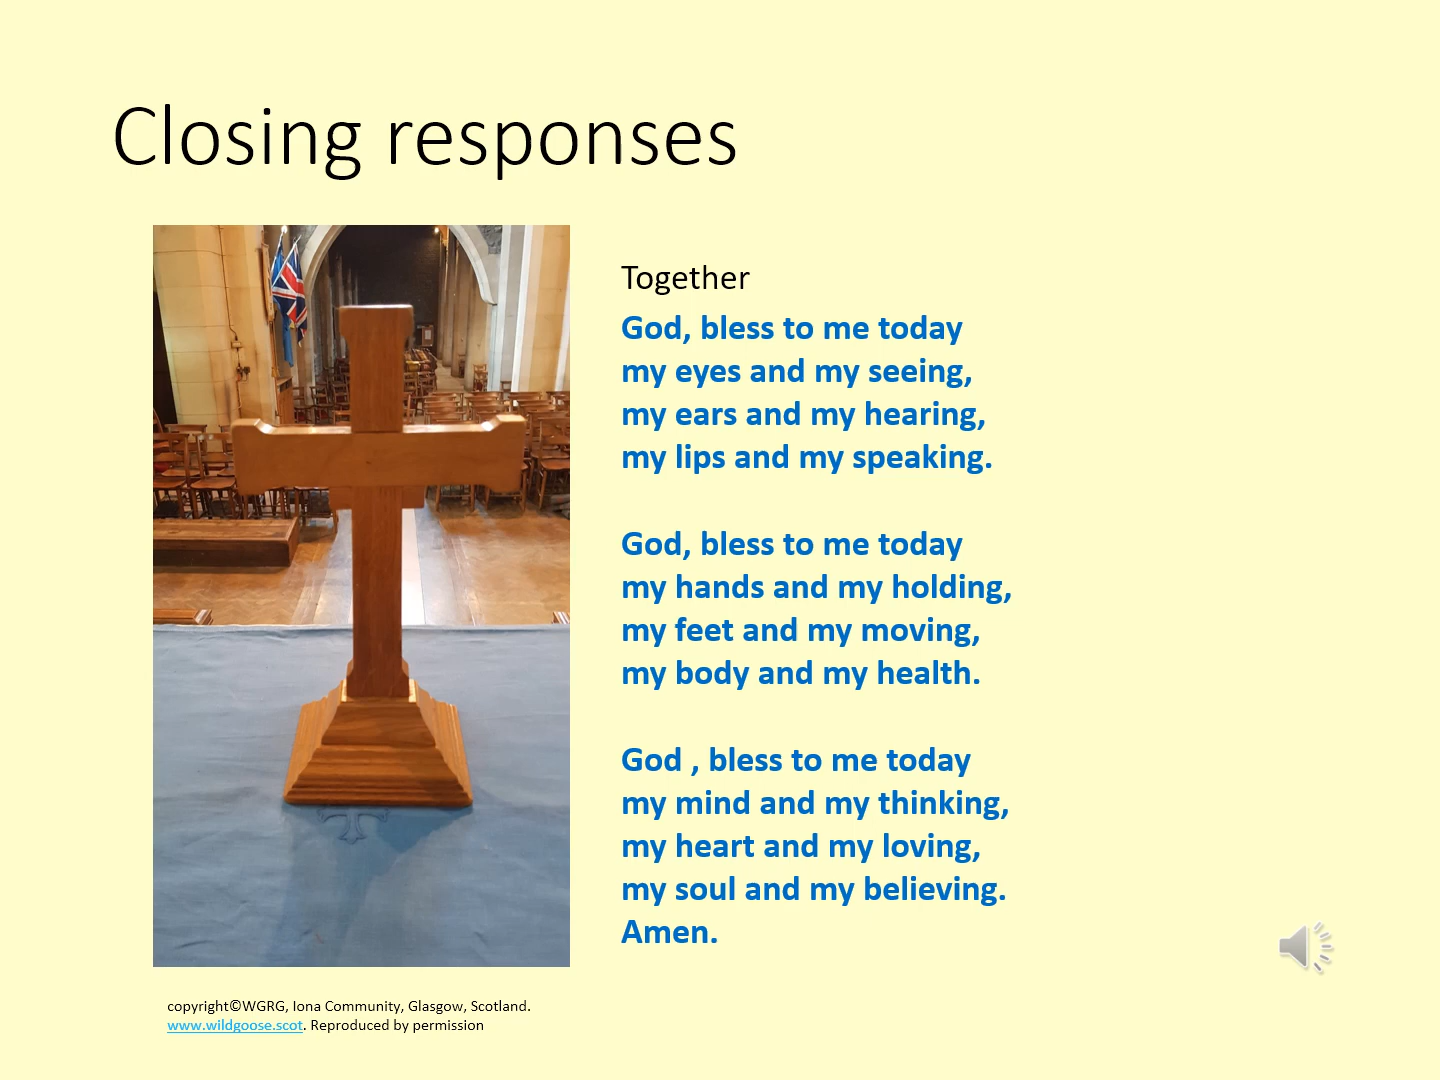 Closing responses
Together
God, bless to me today
my eyes and my seeing,
my ears and my hearing,
my lips and my speaking.
God, bless to me today
my hands and my holding,
my feet and my moving,
my body and my health.
God , bless to me today
my mind and my thinking,
my heart and my loving,
my soul and my believing.
Amen.
copyright©WGRG, Iona Community, Glasgow, Scotland.
www.wildgoose.scot. Reproduced by permission